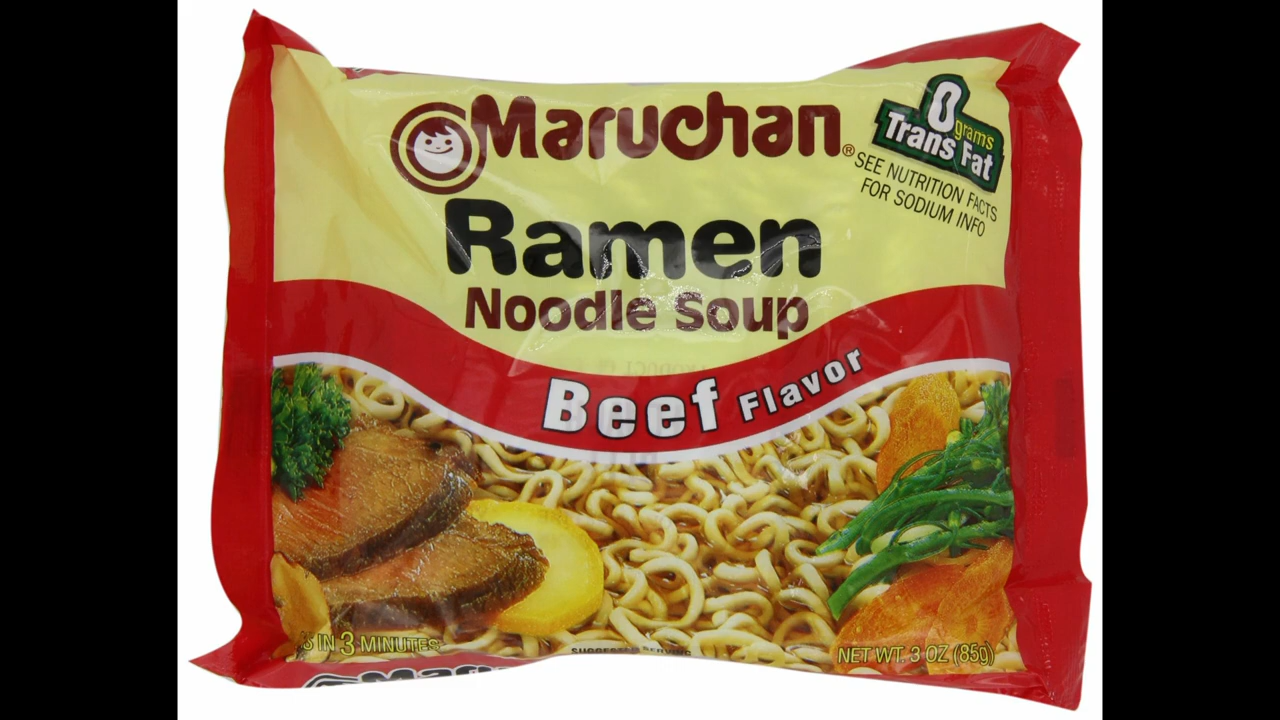 Maruchan®
0 grams
Trans Fat
SEE NUTRITION FACTS
FOR SODIUM INFO
Ramen
Noodle Soup
Beef Flavor
IN 3 MINUTES
SUGGESTED SERVING
NET WT. 3 OZ (85g)